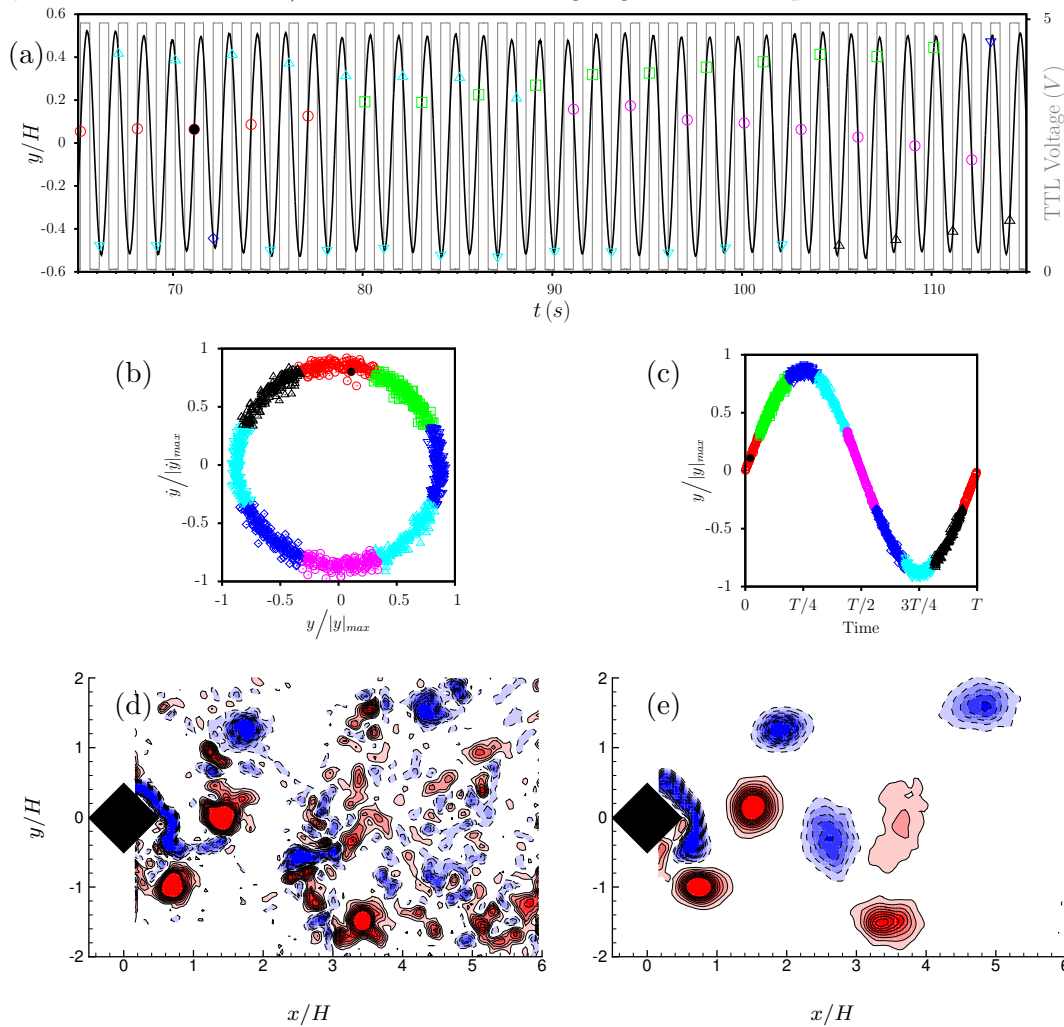 (a)
0.6
0.4
0.2
0
-0.2
-0.4
-0.6
y/H
5
0
TTL Voltage (V)
70
80
90
100
110
t (s)
(b)
1
0.5
0
-0.5
-1
ẏ/|ẏ|max
-1
-0.5
0
0.5
1
y/|y|max
(c)
1
0.5
0
-0.5
-1
y/|y|max
0
T/4
T/2
3T/4
T
Time
(d)
2
1
0
-1
-2
y/H
0
1
2
3
4
5
6
x/H
(e)
2
1
0
-1
-2
0
1
2
3
4
5
6
x/H